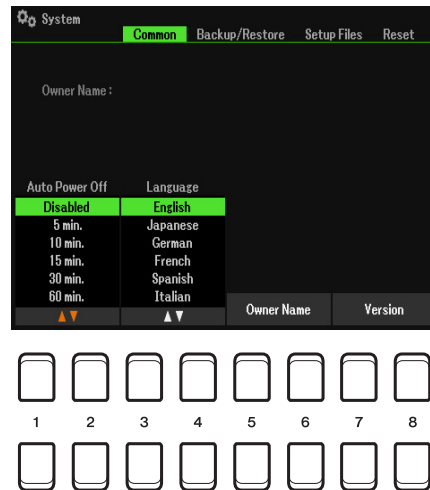 System
Common Backup/Restore Setup Files Reset
Owner Name :
Auto Power Off Language
Disabled English
5 min. Japanese
10 min. German
15 min. French
30 min. Spanish
60 min. Italian
Owner Name Version
1 2 3 4 5 6 7 8